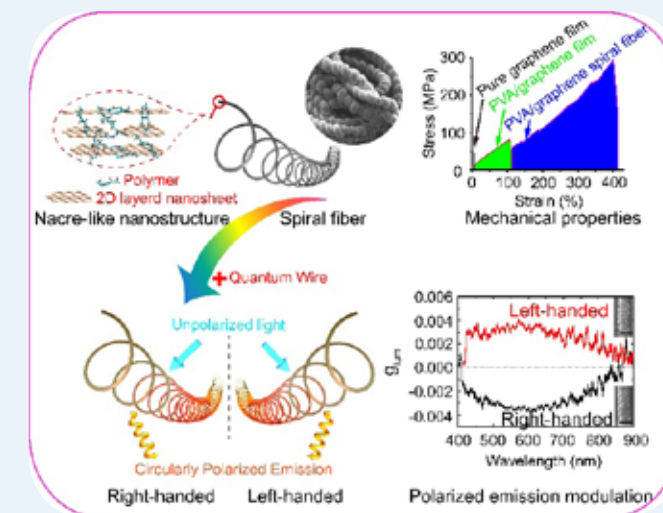 Polymer
2D layerd nanosheet
Nacre-like nanostructure
Spiral fiber
Pure graphene film
PVA/graphene film
PVA/graphene spiral fiber
Stress (MPa)
300
200
100
0
0 100 200 300 400
Strain (%)
Mechanical properties
+ Quantum Wire
Unpolarized light
Circularly Polarized Emission
Right-handed
Left-handed
g lum
0.006
0.004
0.002
0.000
-0.002
-0.004
Left-handed
Right-handed
400 500 600 700 800 900
Wavelength (nm)
Polarized emission modulation